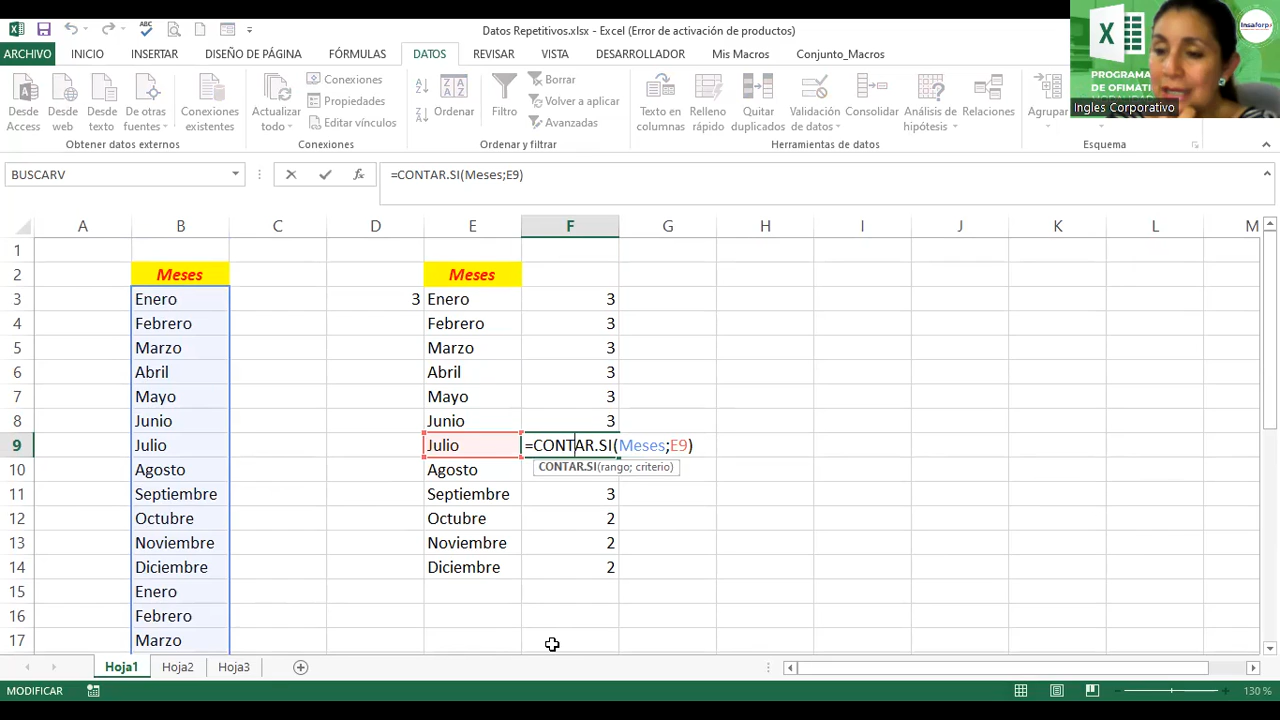 Datos Repetitivos.xlsx - Excel (Error de activación de productos)
ARCHIVO INICIO INSERTAR DISEÑO DE PÁGINA FÓRMULAS DATOS REVISAR VISTA DESARROLLADOR Mis Macros Conjunto_Macros
Desde Access
Desde web
Desde texto
De otras fuentes
Conexiones existentes
Actualizar todo
Conexiones
Propiedades
Editar vínculos
Ordenar
Filtro
Borrar
Volver a aplicar
Avanzadas
Texto en columnas
Relleno rápido
Quitar duplicados
Validación de datos
Consolidar
Análisis de hipótesis
Relaciones
Agrupar
Obtener datos externos Conexiones Ordenar y filtrar Herramientas de datos Esquema
PROGRAMA
DE OFIMATI
Insaforp
Ingles Corporativo
BUSCARV =CONTAR.SI(Meses;E9)
A B C D E F G H I J K L M
1
2 Meses Meses
3 Enero 3 Enero 3
4 Febrero Febrero 3
5 Marzo Marzo 3
6 Abril Abril 3
7 Mayo Mayo 3
8 Junio Junio 3
9 Julio Julio =CONTAR.SI(Meses;E9)
10 Agosto Agosto CONTAR.SI(rango; criterio)
11 Septiembre Septiembre 3
12 Octubre Octubre 2
13 Noviembre Noviembre 2
14 Diciembre Diciembre 2
15 Enero
16 Febrero
17 Marzo
Hoja1 Hoja2 Hoja3
MODIFICAR 130 %